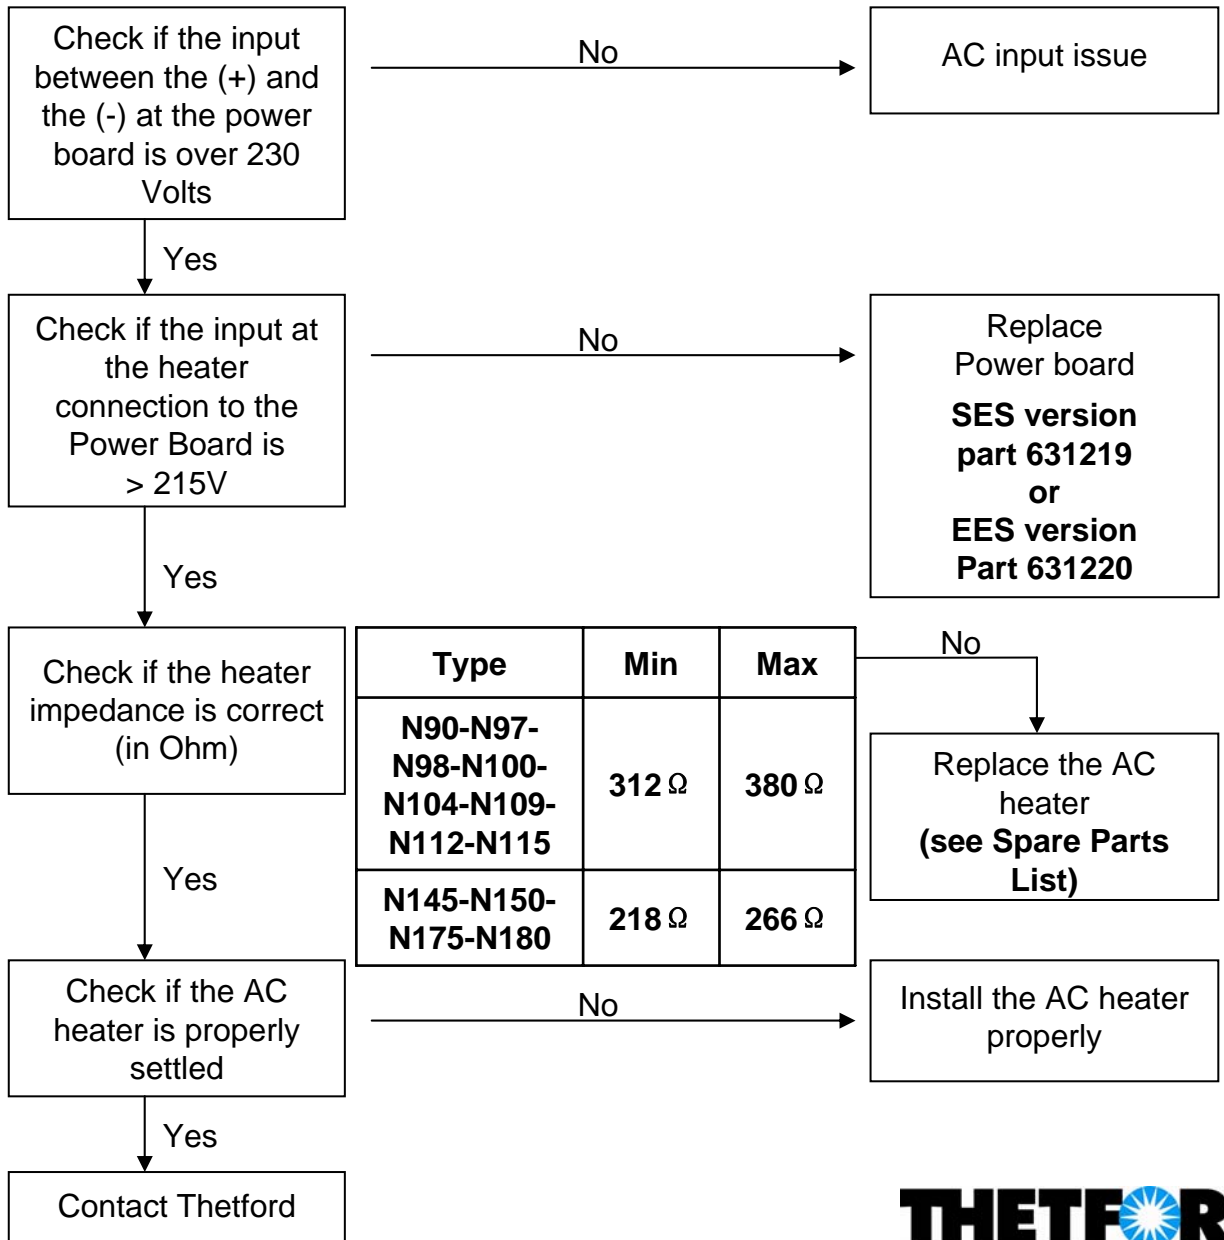 Check if the input
between the (+) and
the (-) at the power
board is over 230
Volts
No
AC input issue
Yes
Check if the input at
the heater
connection to the
Power Board is
> 215V
No
Replace
Power board
SES version
part 631219
or
EES version
Part 631220
Yes
Check if the heater
impedance is correct
(in Ohm)
Type Min Max
N90-N97-
N98-N100-
N104-N109-
N112-N115
312 Ω 380 Ω
N145-N150-
N175-N180
218 Ω 266 Ω
No
Replace the AC
heater
(see Spare Parts
List)
Yes
Check if the AC
heater is properly
settled
No
Install the AC heater
properly
Yes
Contact Thetford
THETFOR